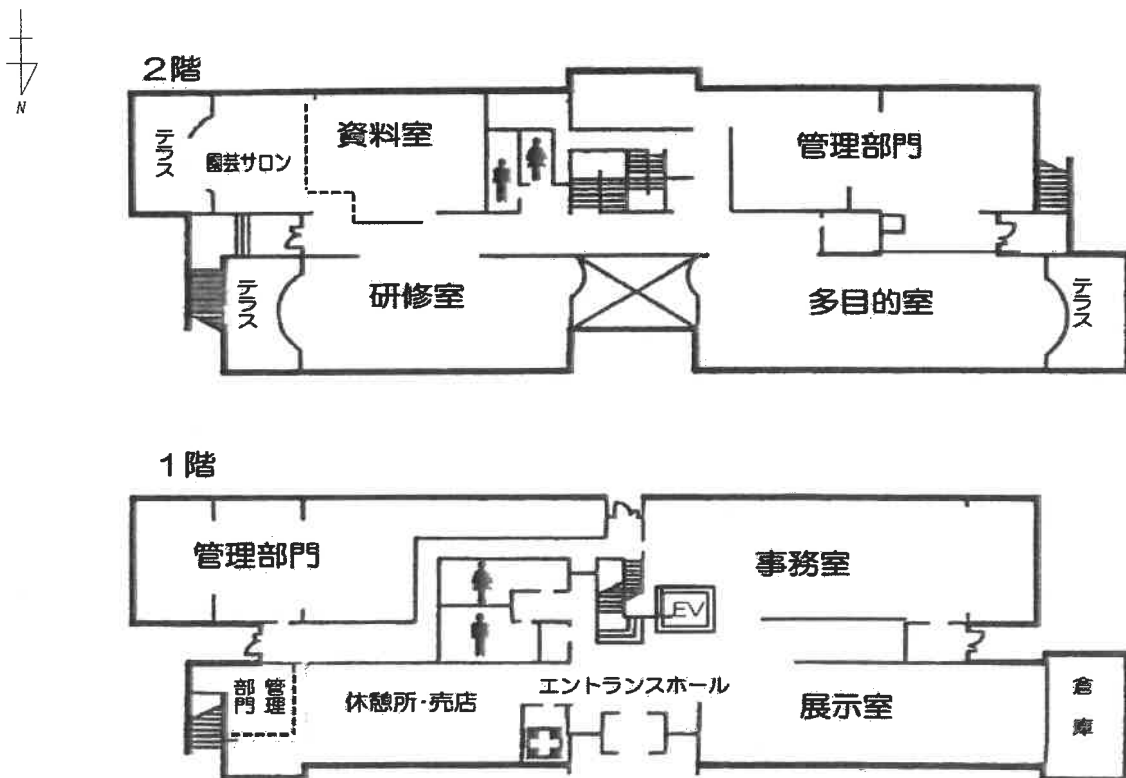 N
2階
テラス
園芸サロン
資料室
管理部門
テラス
研修室
多目的室
テラス
1階
管理部門
事務室
EV
管理
部門
休憩所・売店
エントランスホール
展示室
倉庫